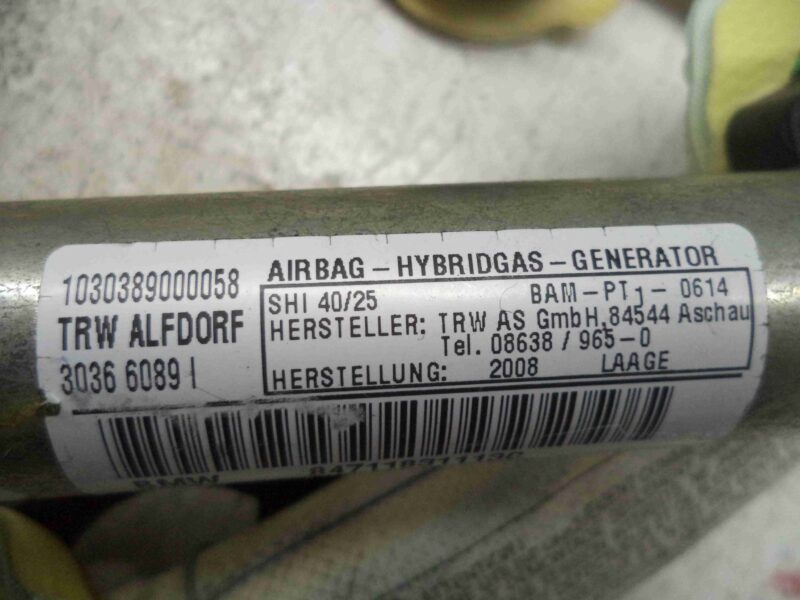 1030389000058
TRW ALFDORF
3036 6089 I
AIRBAG-HYBRIDGAS-GENERATOR
SHI 40/25 BAM-PT1-0614
HERSTELLER: TRW AS GmbH, 84544 Aschau
Tel. 08638 / 965-0
HERSTELLUNG: 2008 LAAGE
BMW